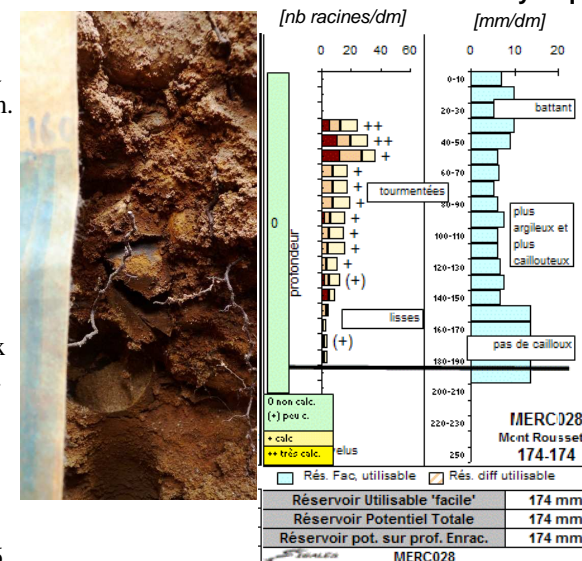 [nb racines/dm] [mm/dm]
0 20 40 60 0 10 20
0-10
20-30 battant
++
++ 40-50
+
+ 60-70
+ tourmentées
+ 80-90
+ plus
argileux et
plus
caillouteux
+ 100-110
+
+ 120-130
(+)
140-150
lisses
160-170
(+) pas de cailloux
180-190
0
profondeur
200-210
0 non calc.
(+) peu c.
220-230 MERC028
+ calc Mont Rousset
++ très calc. elus 250 174-174
Rés. Fac, utilisable Rés. diff utilisable
Réservoir Utilisable 'facile' 174 mm
Réservoir Potentiel Totale 174 mm
Réservoir pot. sur prof. Enrac. 174 mm
SIGALES MERC028